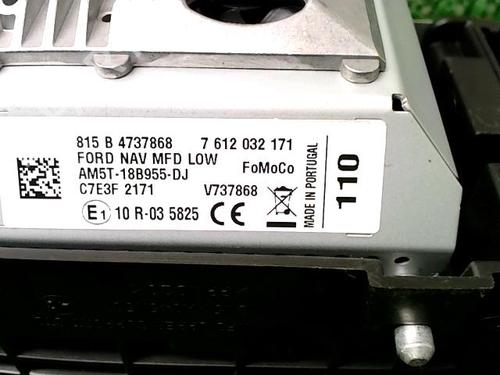 815 B 4737868 7 612 032 171
FORD NAV MFD LOW FoMoCo
AM5T-18B955-DJ
C7E3F 2171 V737868
E1 10 R-03 5825 CE
MADE IN PORTUGAL
110